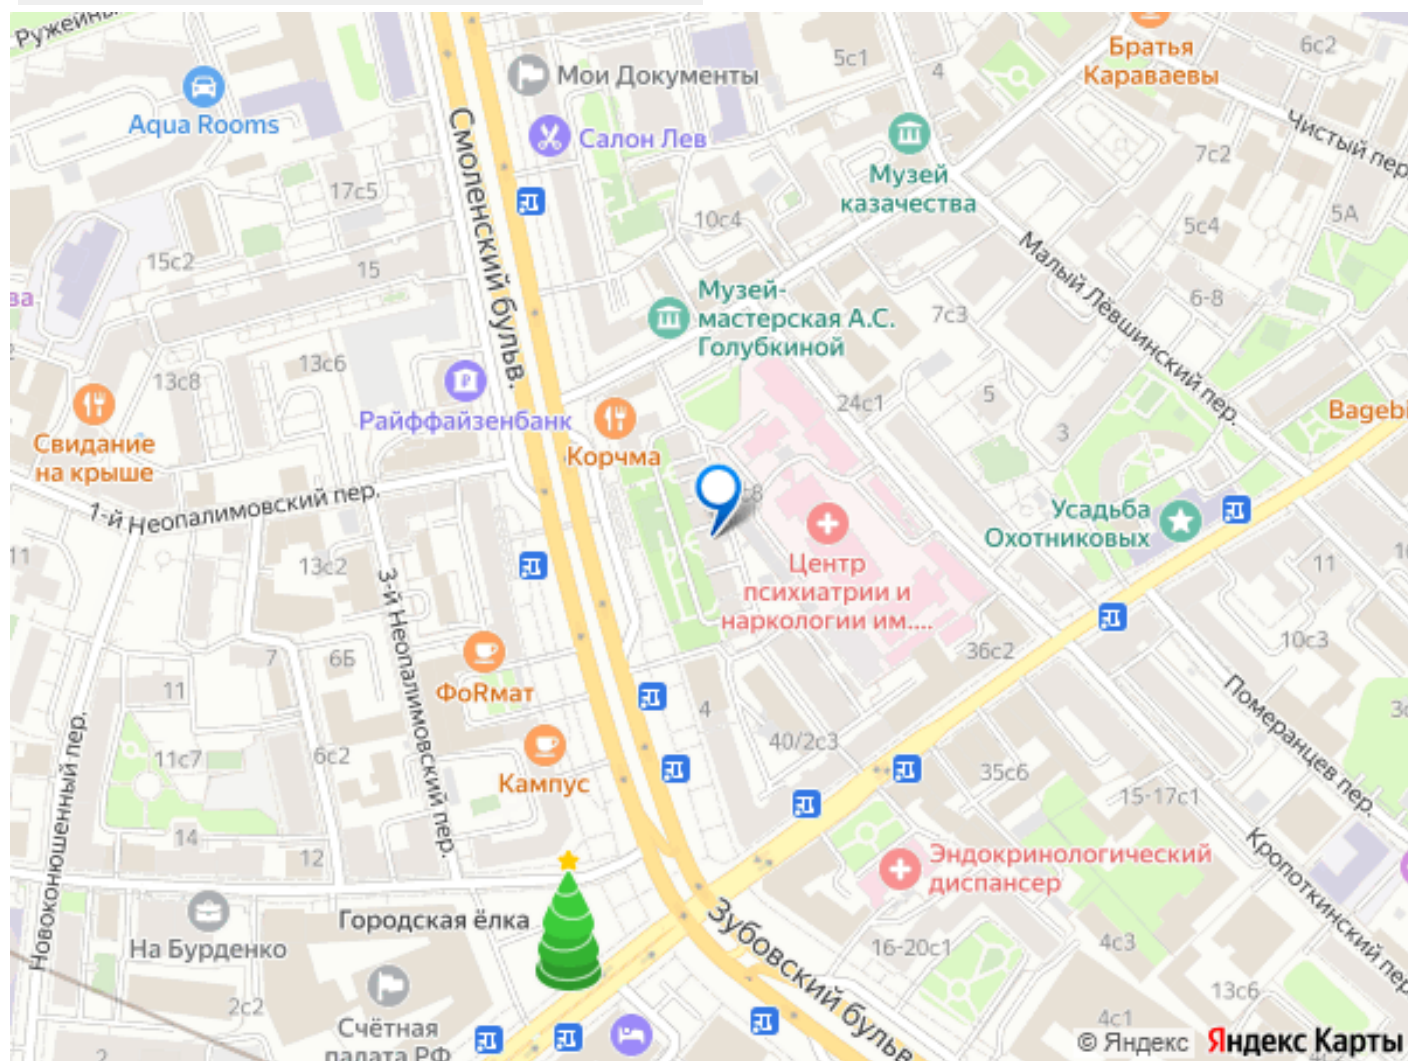 Ружейный
Братья
Караваевы
6с2
5с1
4
Мои Документы
Aqua Rooms
Салон Лев
Чистый пер.
7с2
Музей
казачества
Смоленский бульв.
17с5
10с4
5А
5с4
15с2
15
Малый Лёвшинский пер.
6-8
ва
Музей-
мастерская А.С.
Голубкиной
7с3
13с8
13с6
Райффайзенбанк
24с1
5
3
Свидание
на крыше
Корчма
1-й Неопалимовский пер.
Центр
психиатрии и
наркологии им....
Усадьба
Охотниковых
11
13с2
3-й Неопалимовский пер.
11
10с3
7
6Б
36с2
ФоRмат
11
4
Померанцев пер.
40/2с3
11с7
6с2
Кампус
35с6
15-17с1
Новоконюшенный пер.
14
12
Эндокринологический
диспансер
Кропоткинский пер.
Городская ёлка
На Бурденко
Зубовский бульв.
16-20с1
4с3
2с2
Счётная
палата РФ
13с6
4с1
2
© Яндекс Яндекс Карты